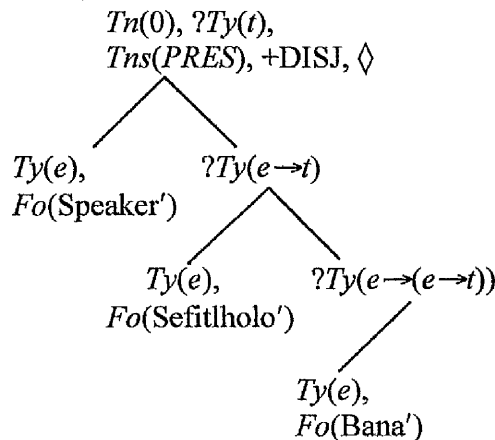 Tn(0), ?Ty(t),
Tns(PRES), +DISJ, ◊
Ty(e), ?Ty(e→t)
Fo(Speaker′)
Ty(e), ?Ty(e→(e→t))
Fo(Sefitlholo′)
Ty(e),
Fo(Bana′)